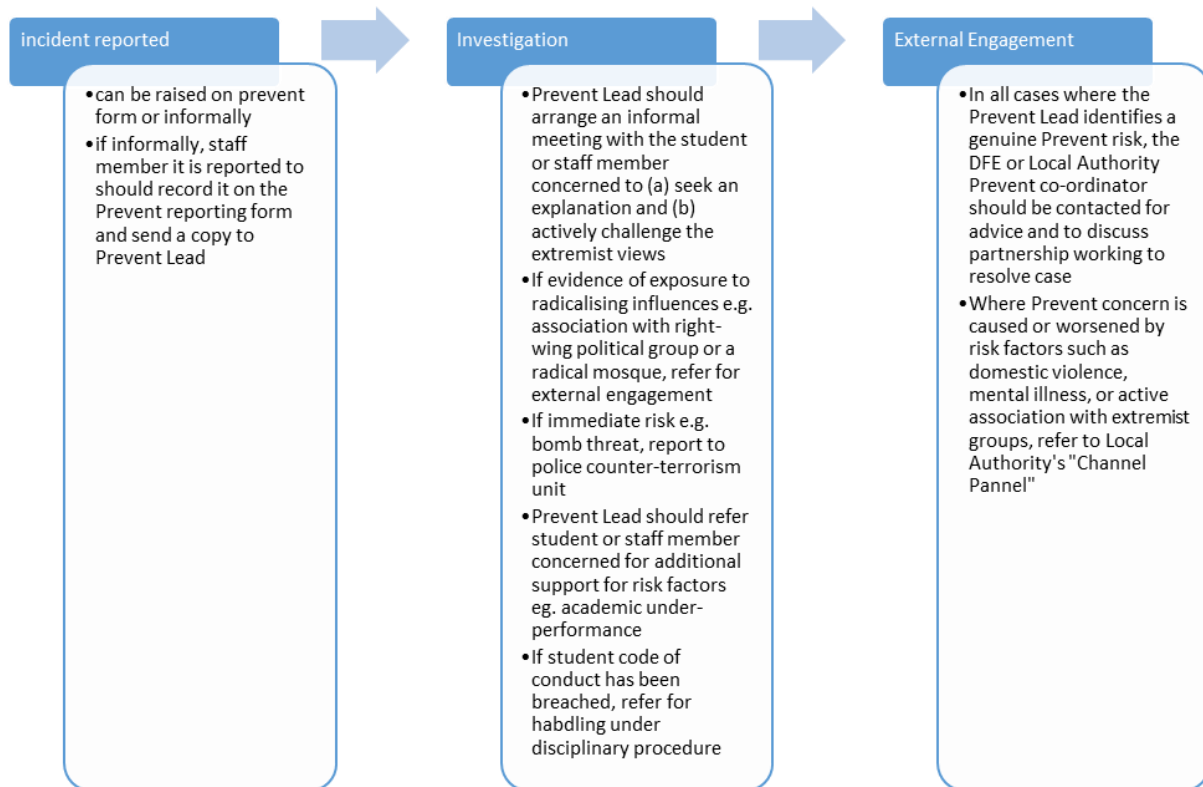 incident reported
•can be raised on prevent
form or informally
•if informally, staff
member it is reported to
should record it on the
Prevent reporting form
and send a copy to
Prevent Lead
Investigation
•Prevent Lead should
arrange an informal
meeting with the student
or staff member
concerned to (a) seek an
explanation and (b)
actively challenge the
extremist views
•If evidence of exposure to
radicalising influences e.g.
association with right-
wing political group or a
radical mosque, refer for
external engagement
•If immediate risk e.g.
bomb threat, report to
police counter-terrorism
unit
•Prevent Lead should refer
student or staff member
concerned for additional
support for risk factors
eg. academic under-
performance
•If student code of
conduct has been
breached, refer for
habdling under
disciplinary procedure
External Engagement
•In all cases where the
Prevent Lead identifies a
genuine Prevent risk, the
DFE or Local Authority
Prevent co-ordinator
should be contacted for
advice and to discuss
partnership working to
resolve case
•Where Prevent concern is
caused or worsened by
risk factors such as
domestic violence,
mental illness, or active
association with extremist
groups, refer to Local
Authority's "Channel
Pannel"